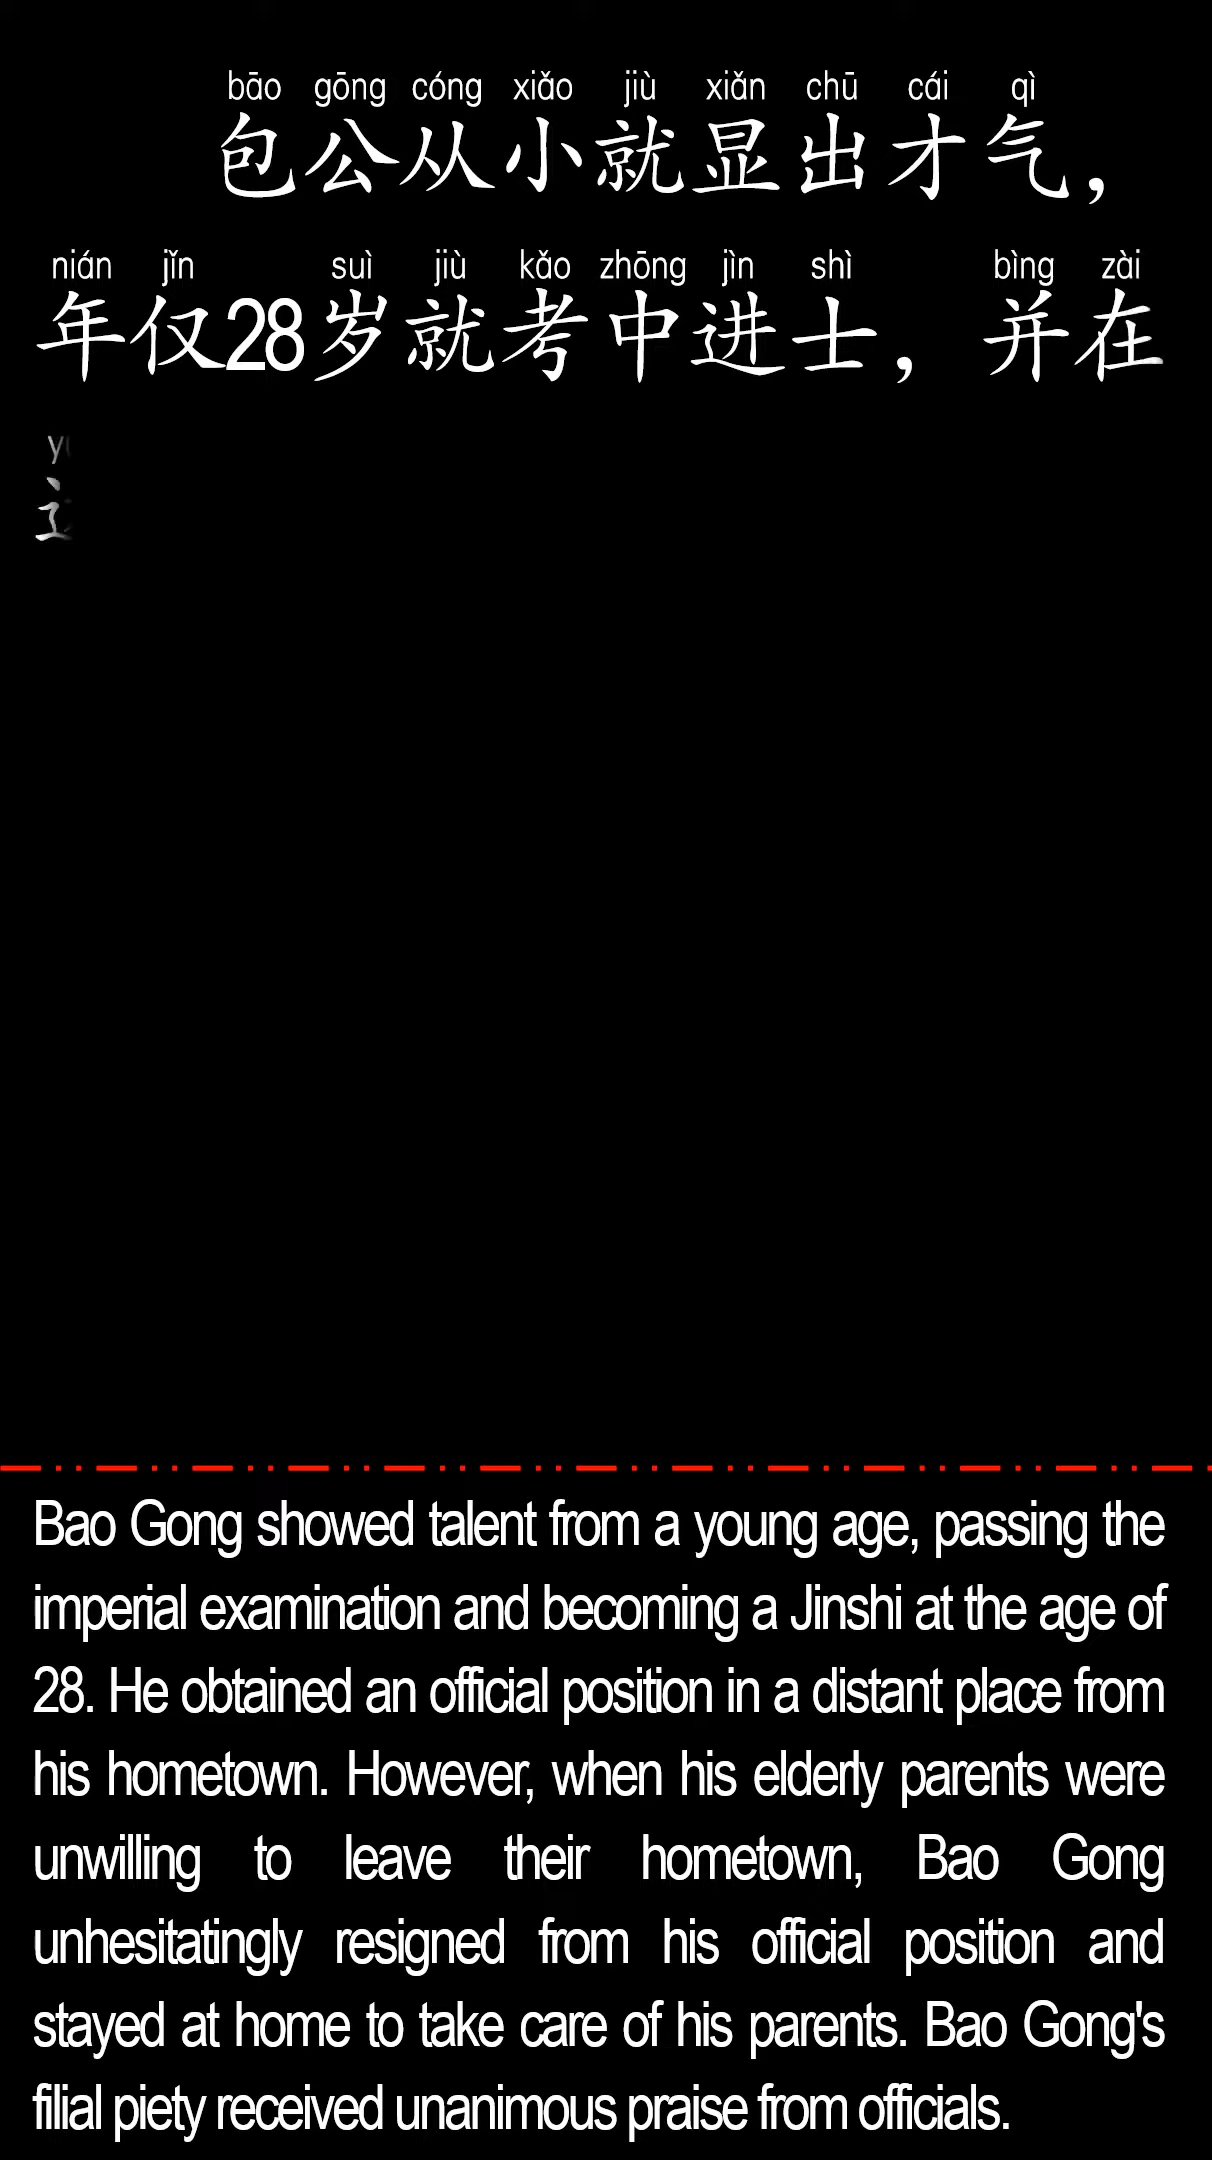 bāo gōng cóng xiǎo jiù xiǎn chū cái qì
包公从小就显出才气，
nián jǐn suì jiù kǎo zhōng jìn shì bìng zài
年仅28岁就考中进士，并在
Bao Gong showed talent from a young age, passing the
imperial examination and becoming a Jinshi at the age of
28. He obtained an official position in a distant place from
his hometown. However, when his elderly parents were
unwilling to leave their hometown, Bao Gong
unhesitatingly resigned from his official position and
stayed at home to take care of his parents. Bao Gong's
filial piety received unanimous praise from officials.